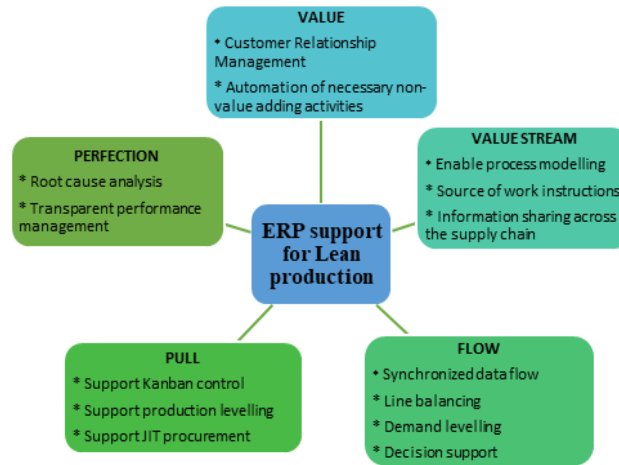 VALUE
* Customer Relationship
Management
* Automation of necessary non-
value adding activities
PERFECTION
* Root cause analysis
* Transparent performance
management
VALUE STREAM
* Enable process modelling
* Source of work instructions
* Information sharing across
the supply chain
ERP support
for Lean
production
PULL
* Support Kanban control
* Support production levelling
* Support JIT procurement
FLOW
* Synchronized data flow
* Line balancing
* Demand levelling
* Decision support